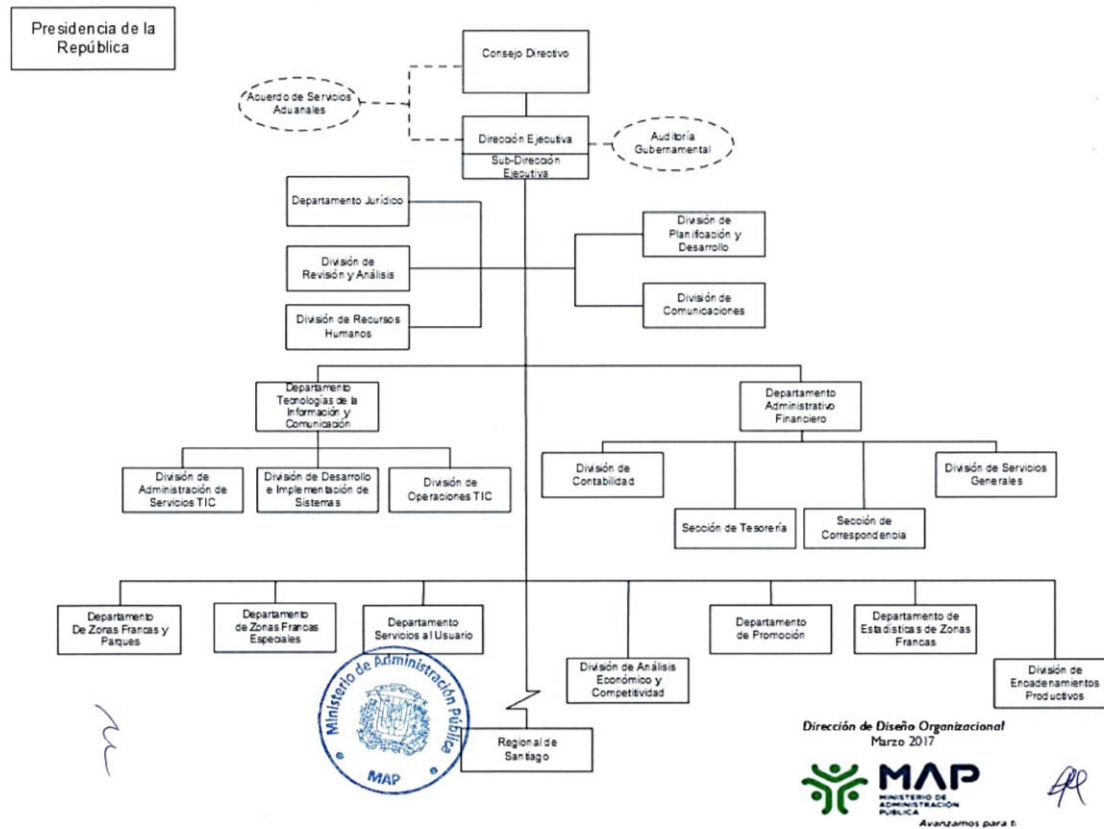 Presidencia de la
República
Consejo Directivo
Acuerdo de Servicios
Aduanales
Dirección Ejecutiva
Auditoría
Gubernamental
Sub-Dirección
Ejecutiva
Departamento Jurídico
División de
Planificación y
Desarrollo
División de
Revisión y Análisis
División de
Comunicaciones
División de Recursos
Humanos
Departamento
Tecnologías de la
Información y
Comunicación
Departamento
Administrativo
Financiero
División de
Administración de
Servicios TIC
División de Desarrollo
e Implementación de
Sistemas
División de
Operaciones TIC
División de
Contabilidad
División de Servicios
Generales
Sección de Tesorería
Sección de
Correspondencia
Departamento
De Zonas Francas y
Parques
Departamento
de Zonas Francas
Especiales
Departamento
Servicios al Usuario
Departamento
de Promoción
Departamento de
Estadísticas de Zonas
Francas
División de Análisis
Económico y
Competitividad
División de
Encadenamientos
Productivos
Ministerio de Administración Pública
MAP
Regional de
Santiago
Dirección de Diseño Organizacional
Marzo 2017
MAP
MINISTERIO DE
ADMINISTRACIÓN
PÚBLICA
Avanzamos para ti